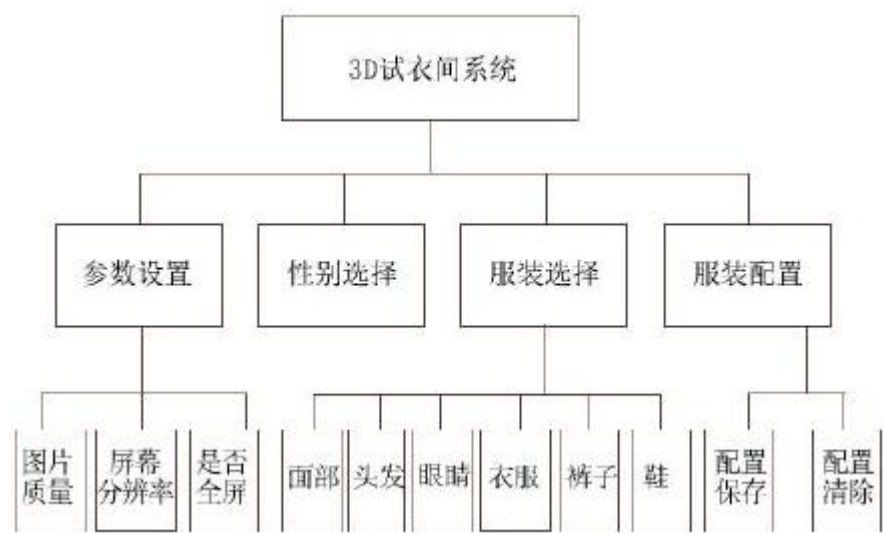 3D试衣间系统
参数设置
性别选择
服装选择
服装配置
图片
质量
屏幕
分辨率
是否
全屏
面部
头发
眼睛
衣服
裤子
鞋
配置
保存
配置
清除